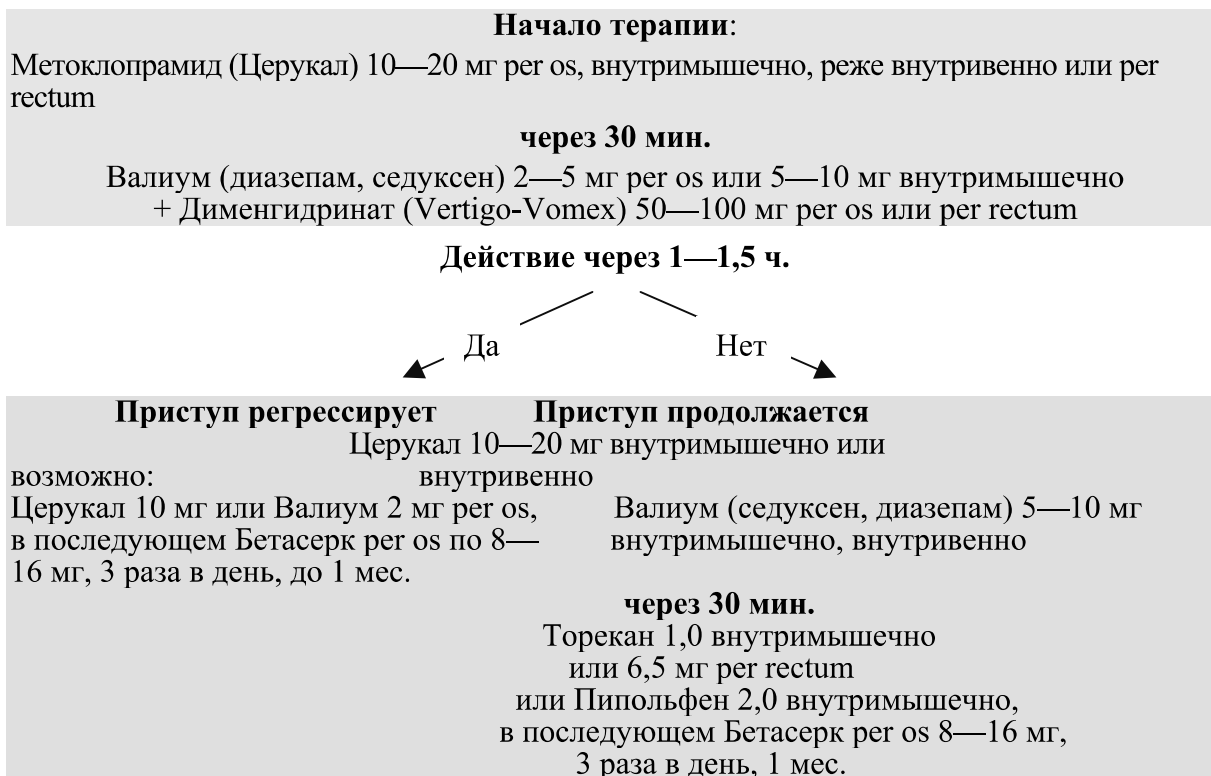 Начало терапии:
Метоклопрамид (Церукал) 10—20 мг per os, внутримышечно, реже внутривенно или per
rectum
через 30 мин.
Валиум (диазепам, седуксен) 2—5 мг per os или 5—10 мг внутримышечно
+ Дименгидринат (Vertigo-Vomex) 50—100 мг per os или per rectum
Действие через 1—1,5 ч.
Да Нет
Приступ регрессирует Приступ продолжается
Церукал 10—20 мг внутримышечно или
возможно: внутривенно
Церукал 10 мг или Валиум 2 мг per os, Валиум (седуксен, диазепам) 5—10 мг
в последующем Бетасерк per os по 8— внутримышечно, внутривенно
16 мг, 3 раза в день, до 1 мес.
через 30 мин.
Торекан 1,0 внутримышечно
или 6,5 мг per rectum
или Пипольфен 2,0 внутримышечно,
в последующем Бетасерк per os 8—16 мг,
3 раза в день, 1 мес.